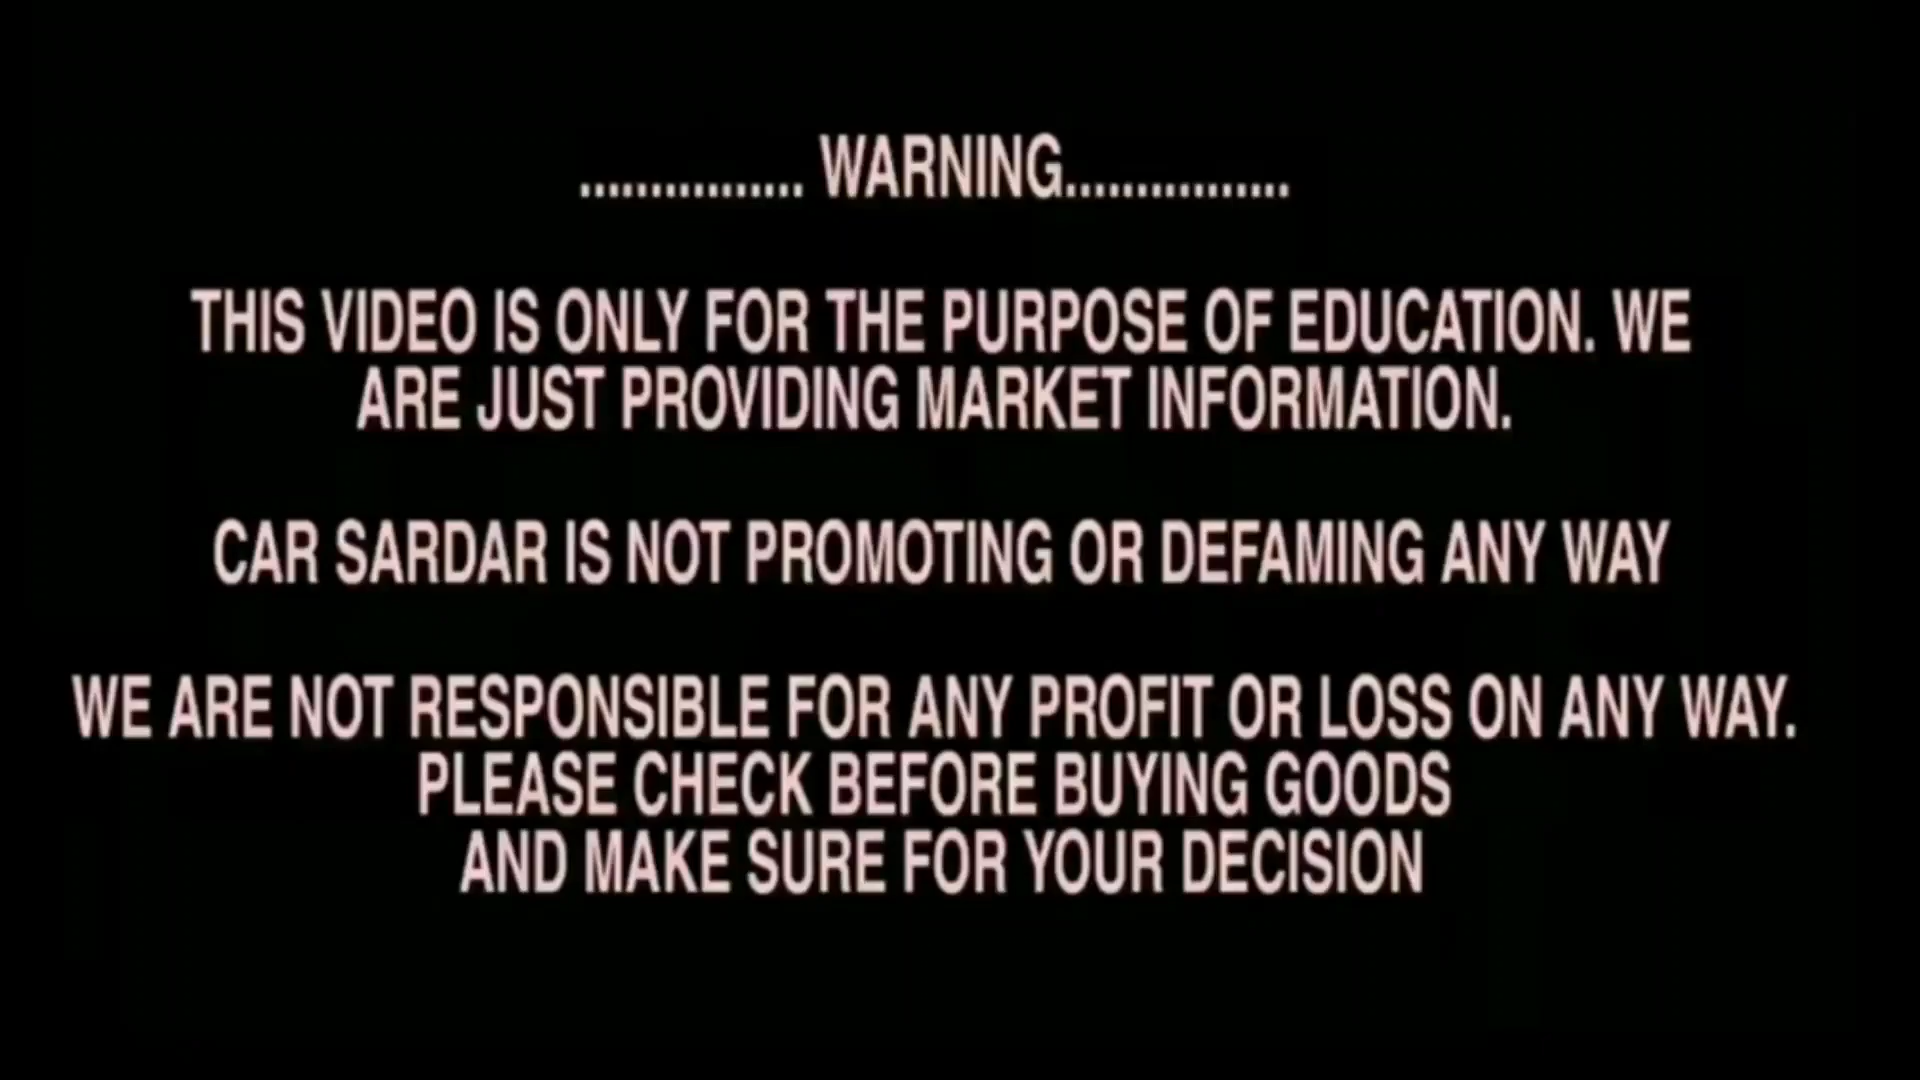 ................ WARNING................
THIS VIDEO IS ONLY FOR THE PURPOSE OF EDUCATION. WE
ARE JUST PROVIDING MARKET INFORMATION.
CAR SARDAR IS NOT PROMOTING OR DEFAMING ANY WAY
WE ARE NOT RESPONSIBLE FOR ANY PROFIT OR LOSS ON ANY WAY.
PLEASE CHECK BEFORE BUYING GOODS
AND MAKE SURE FOR YOUR DECISION